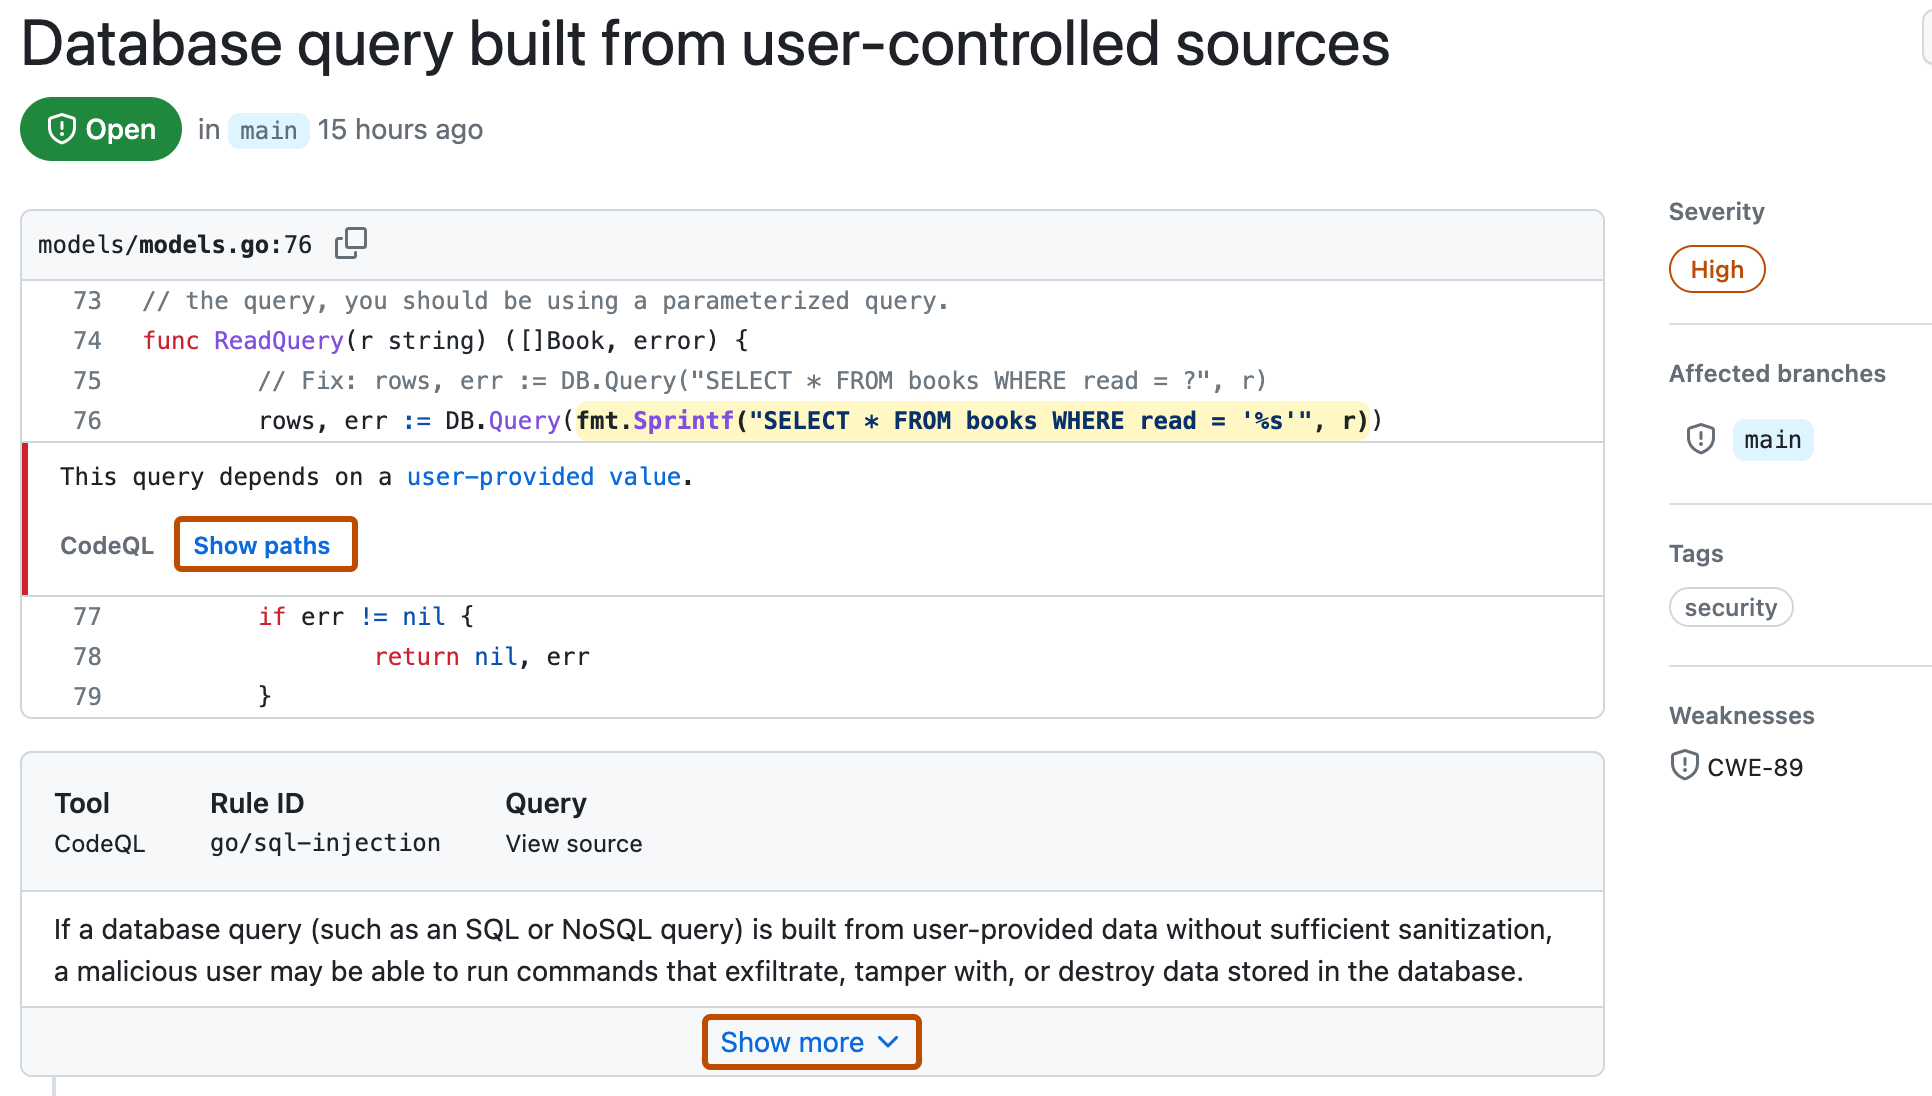 Database query built from user-controlled sources
Open in main 15 hours ago
models/models.go:76
73 // the query, you should be using a parameterized query.
74 func ReadQuery(r string) ([]Book, error) {
75 // Fix: rows, err := DB.Query("SELECT * FROM books WHERE read = ?", r)
76 rows, err := DB.Query(fmt.Sprintf("SELECT * FROM books WHERE read = '%s'", r))
This query depends on a user-provided value.
CodeQL Show paths
77 if err != nil {
78 return nil, err
79 }
Tool Rule ID Query
CodeQL go/sql-injection View source
If a database query (such as an SQL or NoSQL query) is built from user-provided data without sufficient sanitization,
a malicious user may be able to run commands that exfiltrate, tamper with, or destroy data stored in the database.
Show more
Severity
High
Affected branches
main
Tags
security
Weaknesses
CWE-89